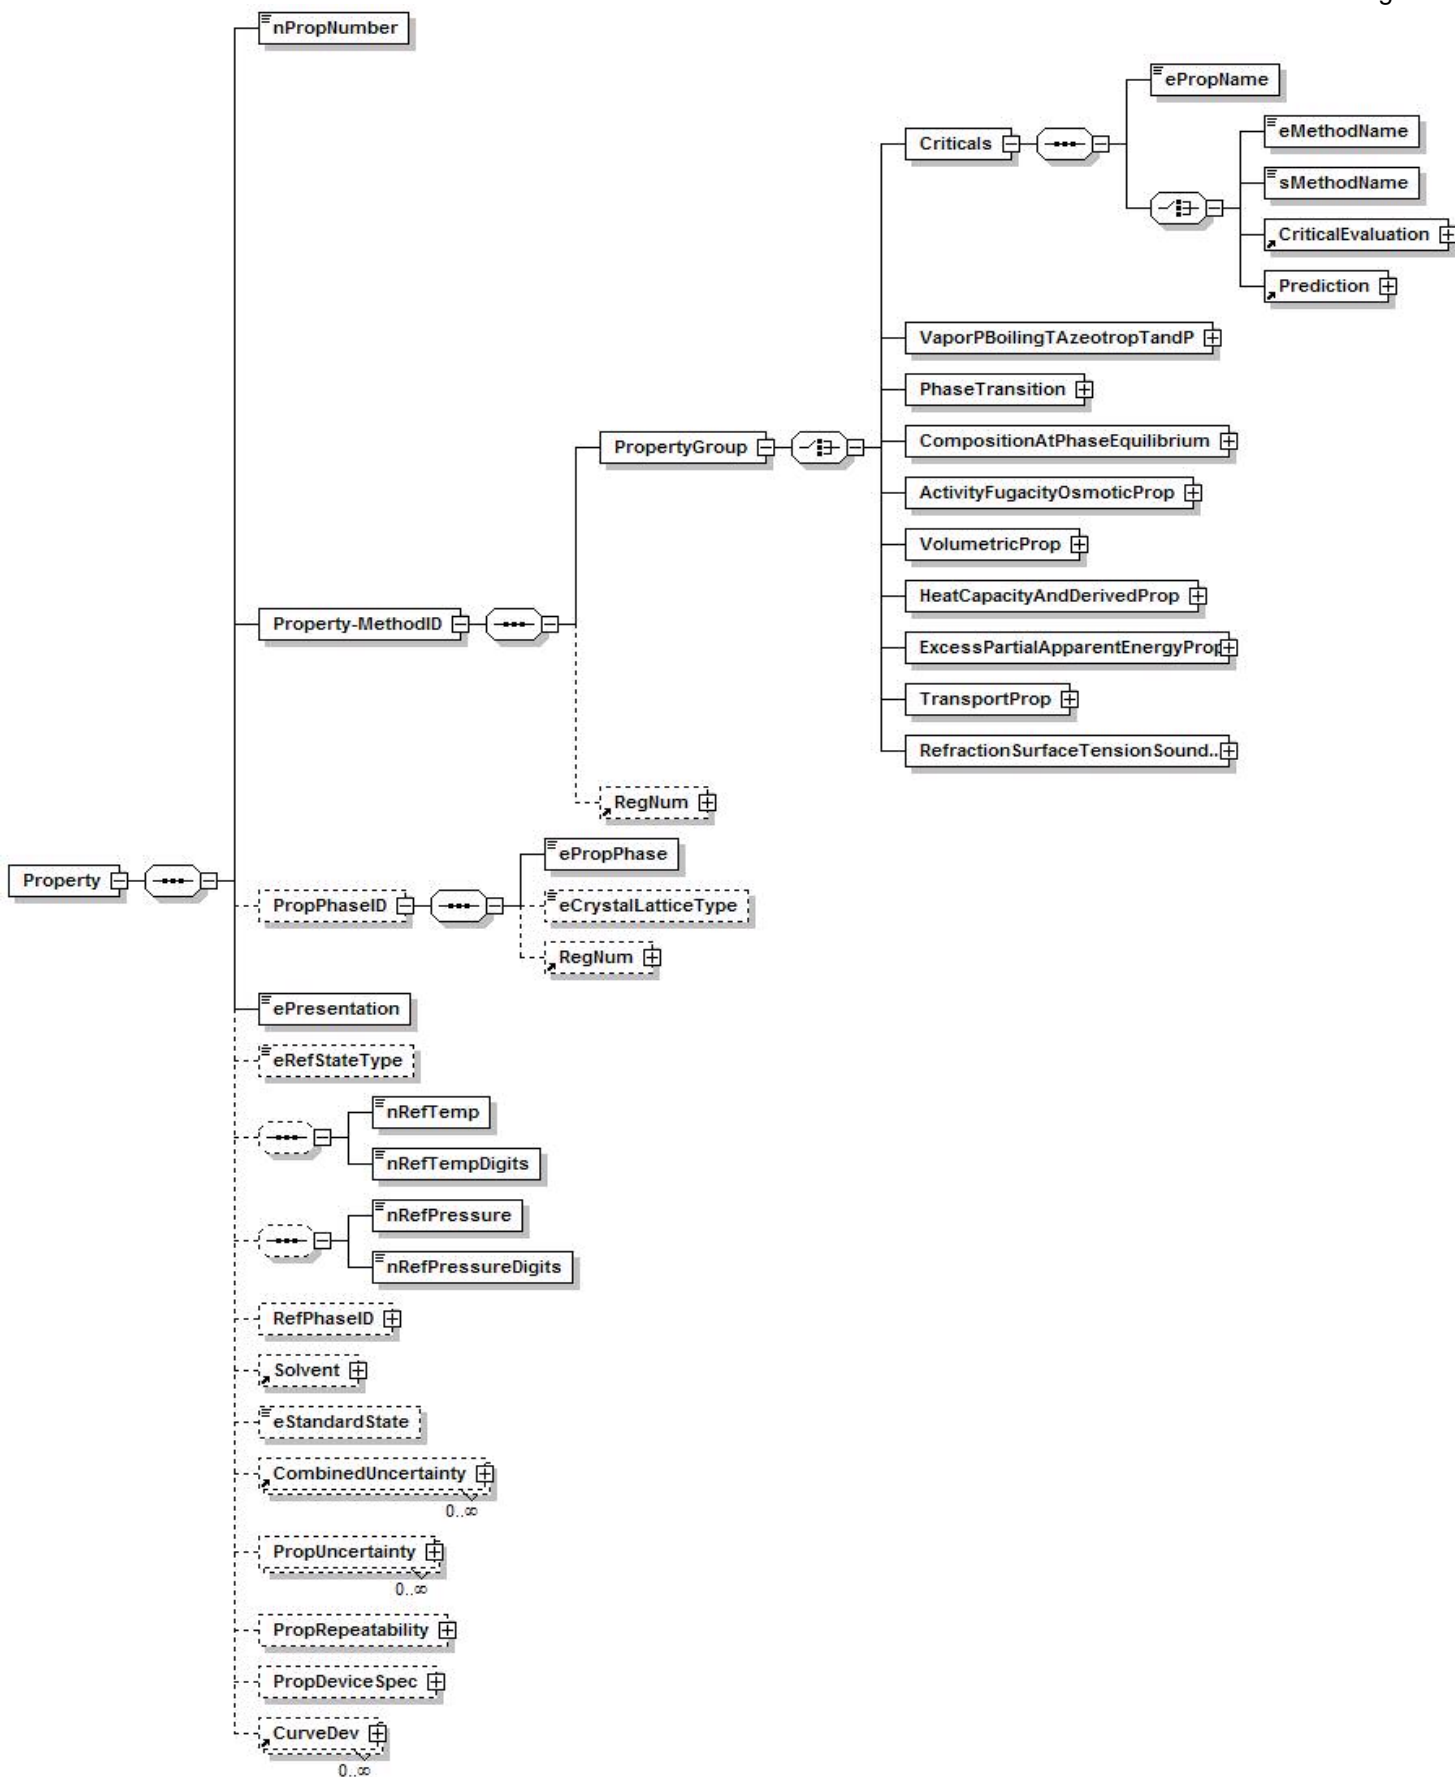 g
nPropNumber
ePropName
eMethodName
Criticals
sMethodName
CriticalEvaluation
Prediction
VaporPBoilingTAzeotropTandP
PhaseTransition
PropertyGroup
CompositionAtPhaseEquilibrium
ActivityFugacityOsmoticProp
VolumetricProp
HeatCapacityAndDerivedProp
Property-MethodID
ExcessPartialApparentEnergyProp
TransportProp
RefractionSurfaceTensionSound..
RegNum
ePropPhase
Property
PropPhaseID
eCrystalLatticeType
RegNum
ePresentation
eRefStateType
nRefTemp
nRefTempDigits
nRefPressure
nRefPressureDigits
RefPhaseID
Solvent
eStandardState
CombinedUncertainty
0..∞
PropUncertainty
0..∞
PropRepeatability
PropDeviceSpec
CurveDev
0..∞